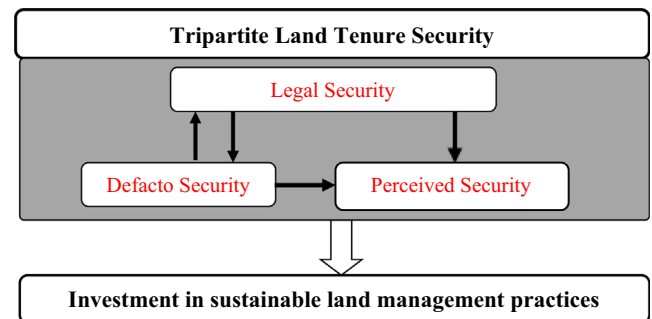 Tripartite Land Tenure Security
Legal Security
Defacto Security
Perceived Security
Investment in sustainable land management practices